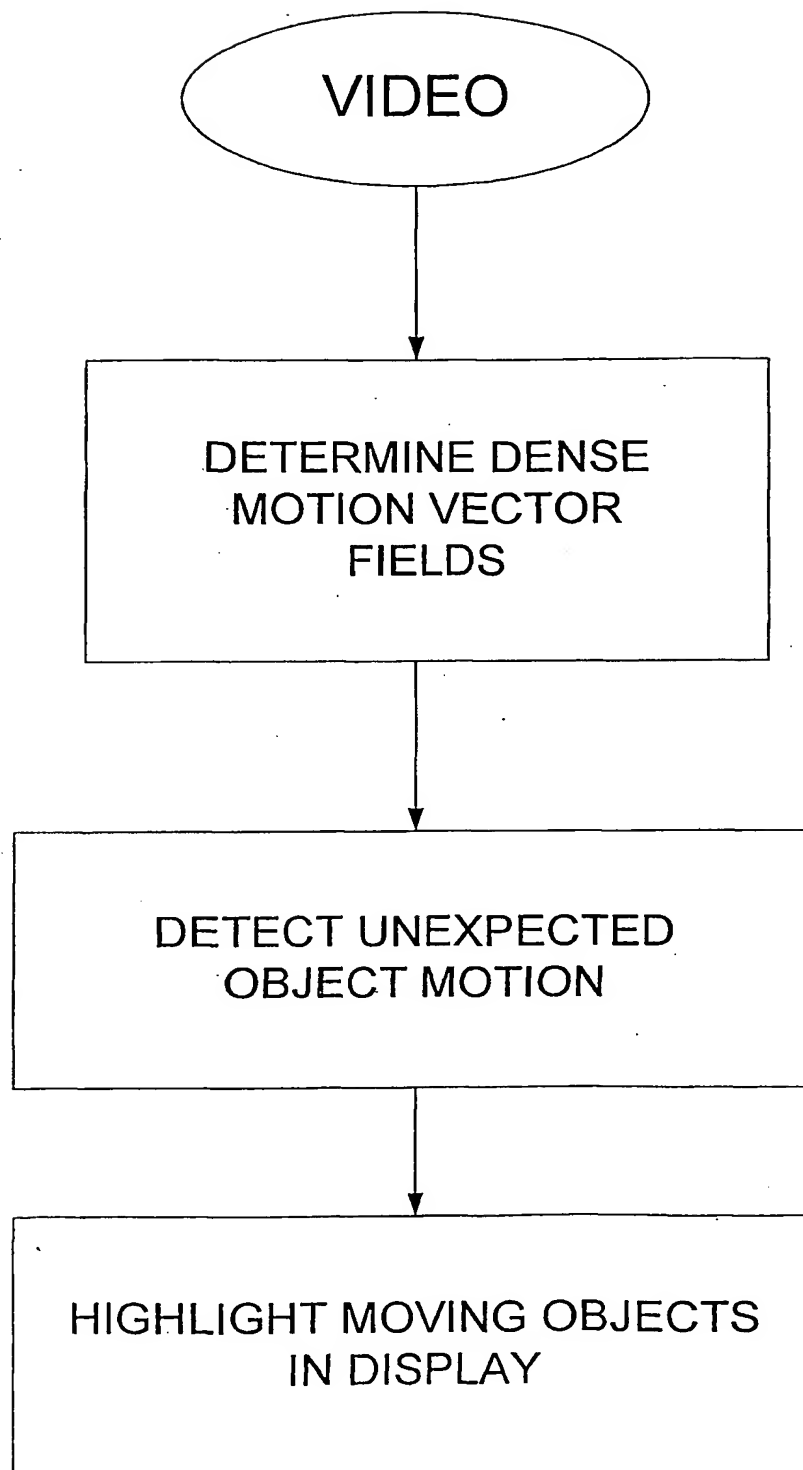 VIDEO
DETERMINE DENSE
MOTION VECTOR
FIELDS
DETECT UNEXPECTED
OBJECT MOTION
HIGHLIGHT MOVING OBJECTS
IN DISPLAY